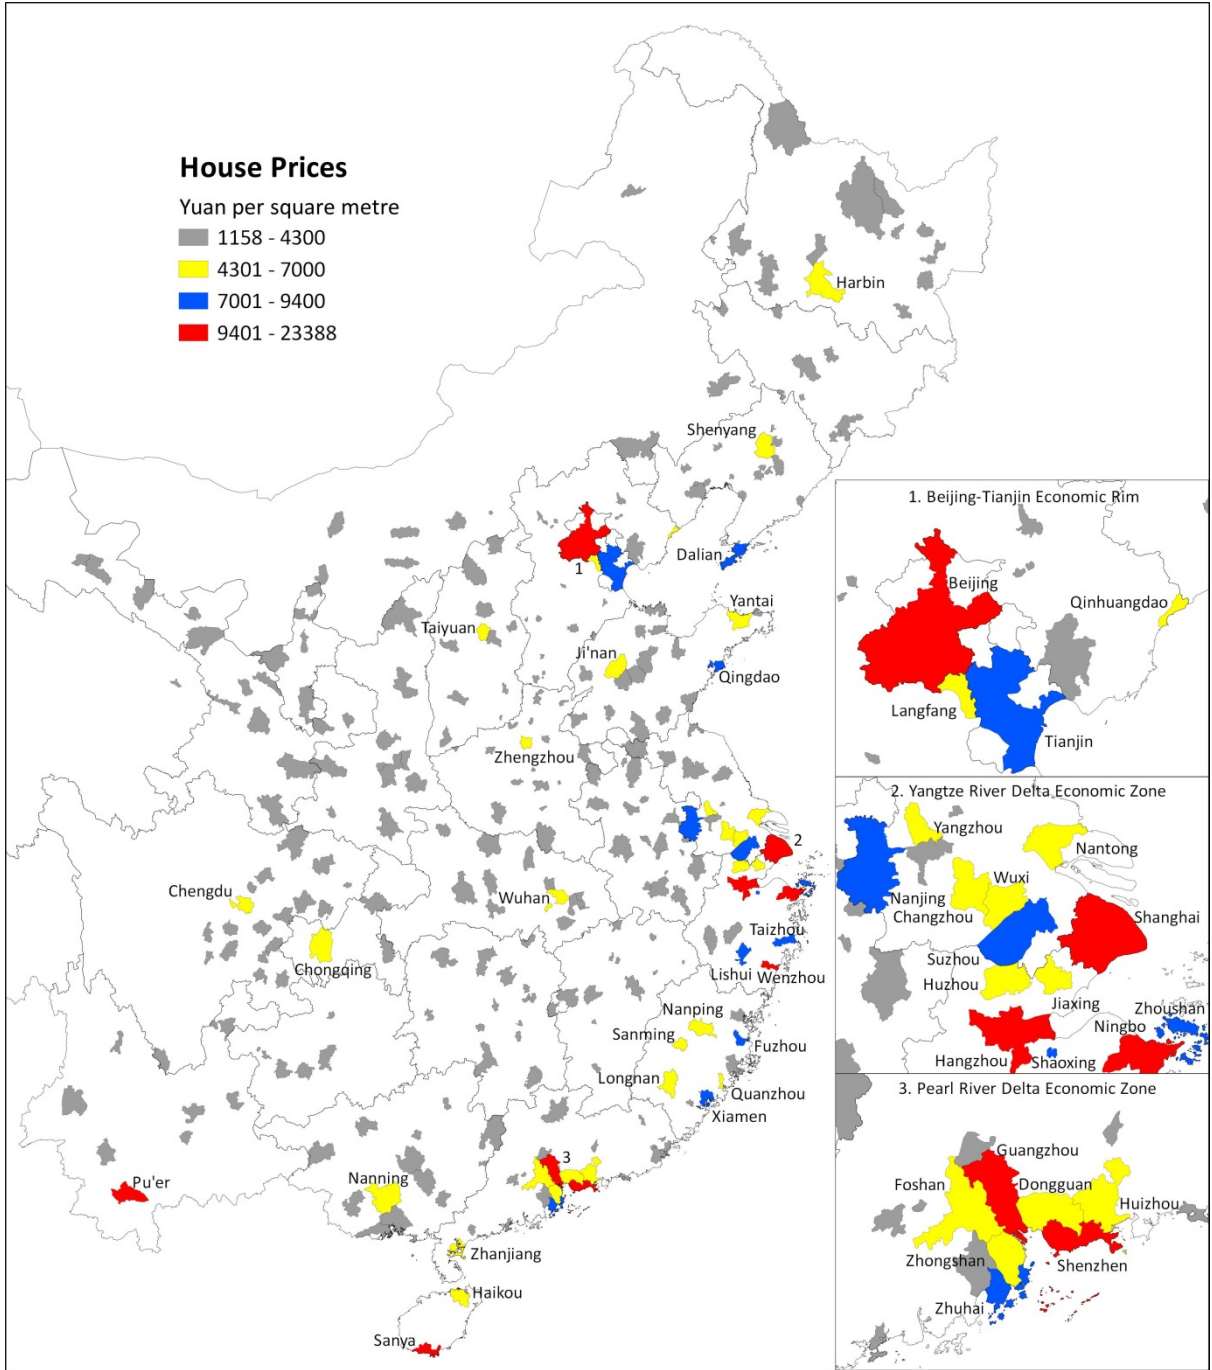 House Prices
Yuan per square metre
1158 - 4300
4301 - 7000
7001 - 9400
9401 - 23388
Harbin
Shenyang
Dalian
1
Yantai
Taiyuan
Ji'nan
Qingdao
Zhengzhou
2
Chengdu
Wuhan
Chongqing
Taizhou
Lishui
Wenzhou
Nanping
Sanming
Fuzhou
Longnan
Quanzhou
Xiamen
3
Pu'er
Nanning
Zhanjiang
Haikou
Sanya
1. Beijing-Tianjin Economic Rim
Beijing
Qinhuangdao
Langfang
Tianjin
2. Yangtze River Delta Economic Zone
Yangzhou
Nantong
Wuxi
Nanjing
Changzhou
Shanghai
Suzhou
Huzhou
Jiaxing
Zhoushan
Ningbo
Hangzhou
Shaoxing
3. Pearl River Delta Economic Zone
Guangzhou
Foshan
Dongguan
Huizhou
Zhongshan
Shenzhen
Zhuhai